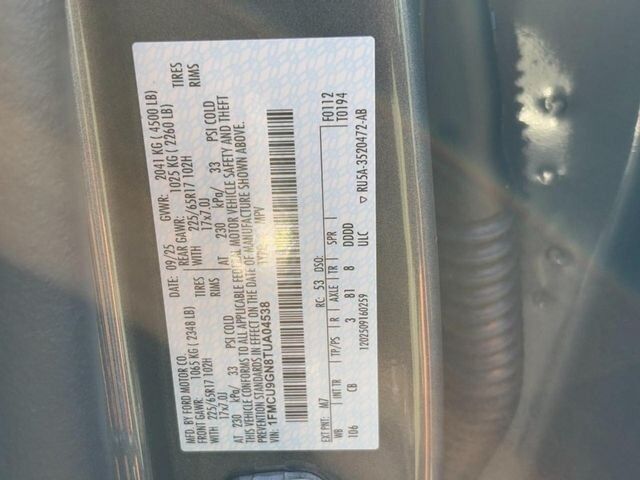 MFD. BY FORD MOTOR CO.
DATE: 09/25 GVWR: 2041 KG ( 4500 LB)
FRONT GAWR: 1065 KG ( 2348 LB) REAR GAWR: 1025 KG ( 2260 LB)
WITH 225/65R17 102H TIRES WITH 225/65R17 102H TIRES
17x7.0J RIMS 17x7.0J RIMS
AT 230 kPa/ 33 PSI COLD AT 230 kPa/ 33 PSI COLD
THIS VEHICLE CONFORMS TO ALL APPLICABLE FEDERAL MOTOR VEHICLE SAFETY AND THEFT
PREVENTION STANDARDS IN EFFECT ON THE DATE OF MANUFACTURE SHOWN ABOVE.
1FMCU9GN8TUA04538 TYPE: MPV
F0112
T0194
EXT PNT: M7 RC: 53 DSO:
WB INT TR TP/PS R AXLE TR SPR
106 CB 3 81 8 DDDD
ULC
1202509160259
▽ RU5A-3520472-AB